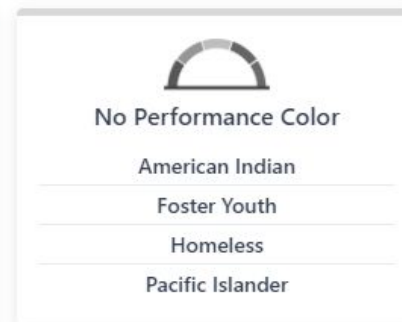 No Performance Color
American Indian
Foster Youth
Homeless
Pacific Islander